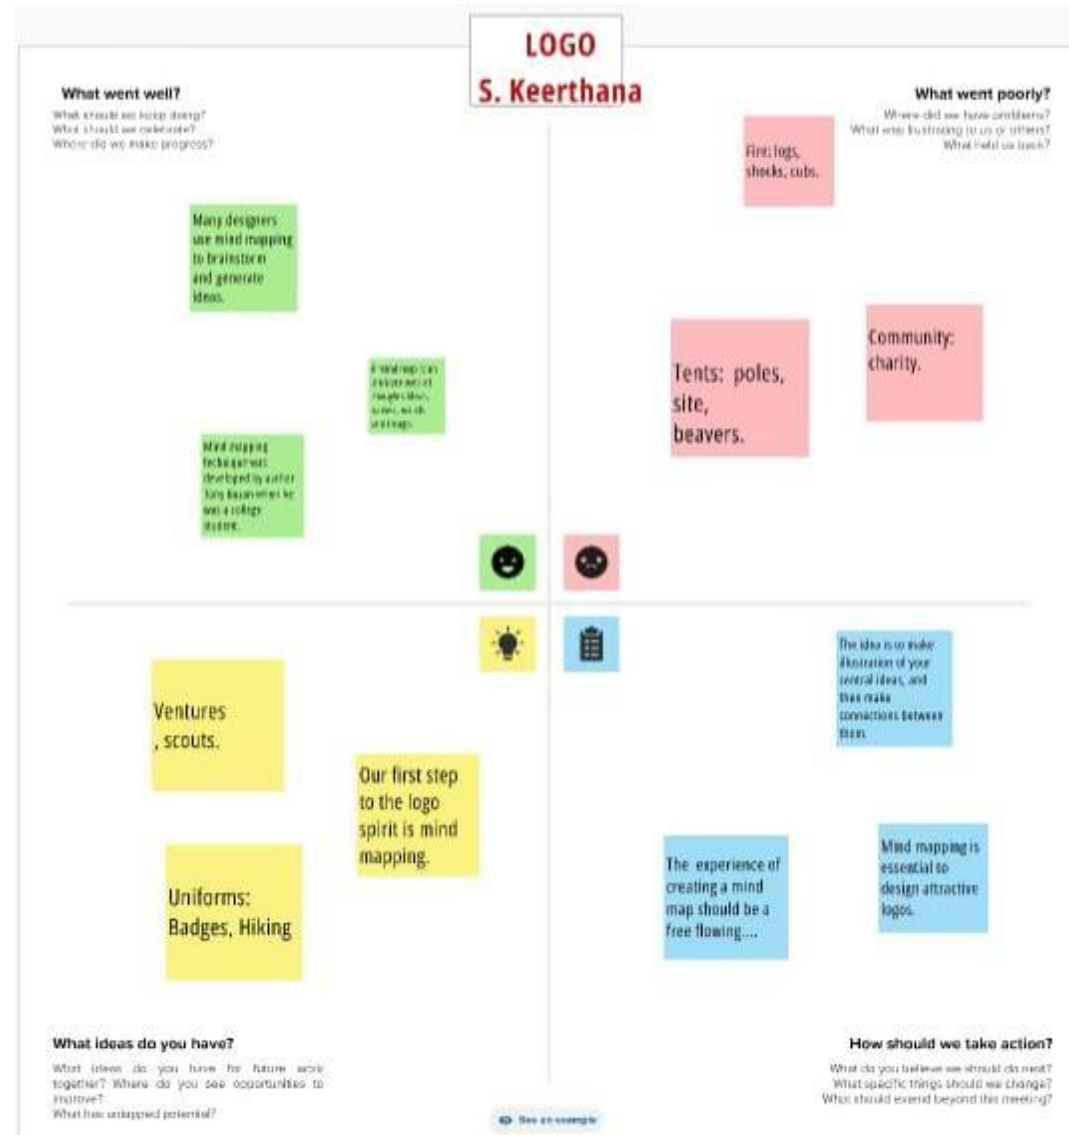 LOGO
S. Keerthana
What went well?
What should we keep doing?
What should we celebrate?
Where did we make progress?
What went poorly?
Where did we have problems?
What was frustrating to us or others?
What held us back?
Many designers
use mind mapping
to brainstorm
and generate
ideas.
and image.
Mind mapping
technique was
developed by author
Tony Buzan when he
was a college
student.
Fire: logs,
shocks, cubs.
Tents: poles,
site,
beavers.
Community:
charity.
Ventures
, scouts.
Our first step
to the logo
spirit is mind
mapping.
Uniforms:
Badges, Hiking
The idea is to make
illustration of your
central ideas, and
then make
connections between
them.
The experience of
creating a mind
map should be a
free flowing....
Mind mapping is
essential to
design attractive
logos.
What ideas do you have?
What ideas do you have for future work
together? Where do you see opportunities to
improve?
What has untapped potential?
How should we take action?
What do you believe we should do next?
What specific things should we change?
What should extend beyond this meeting?
See an example